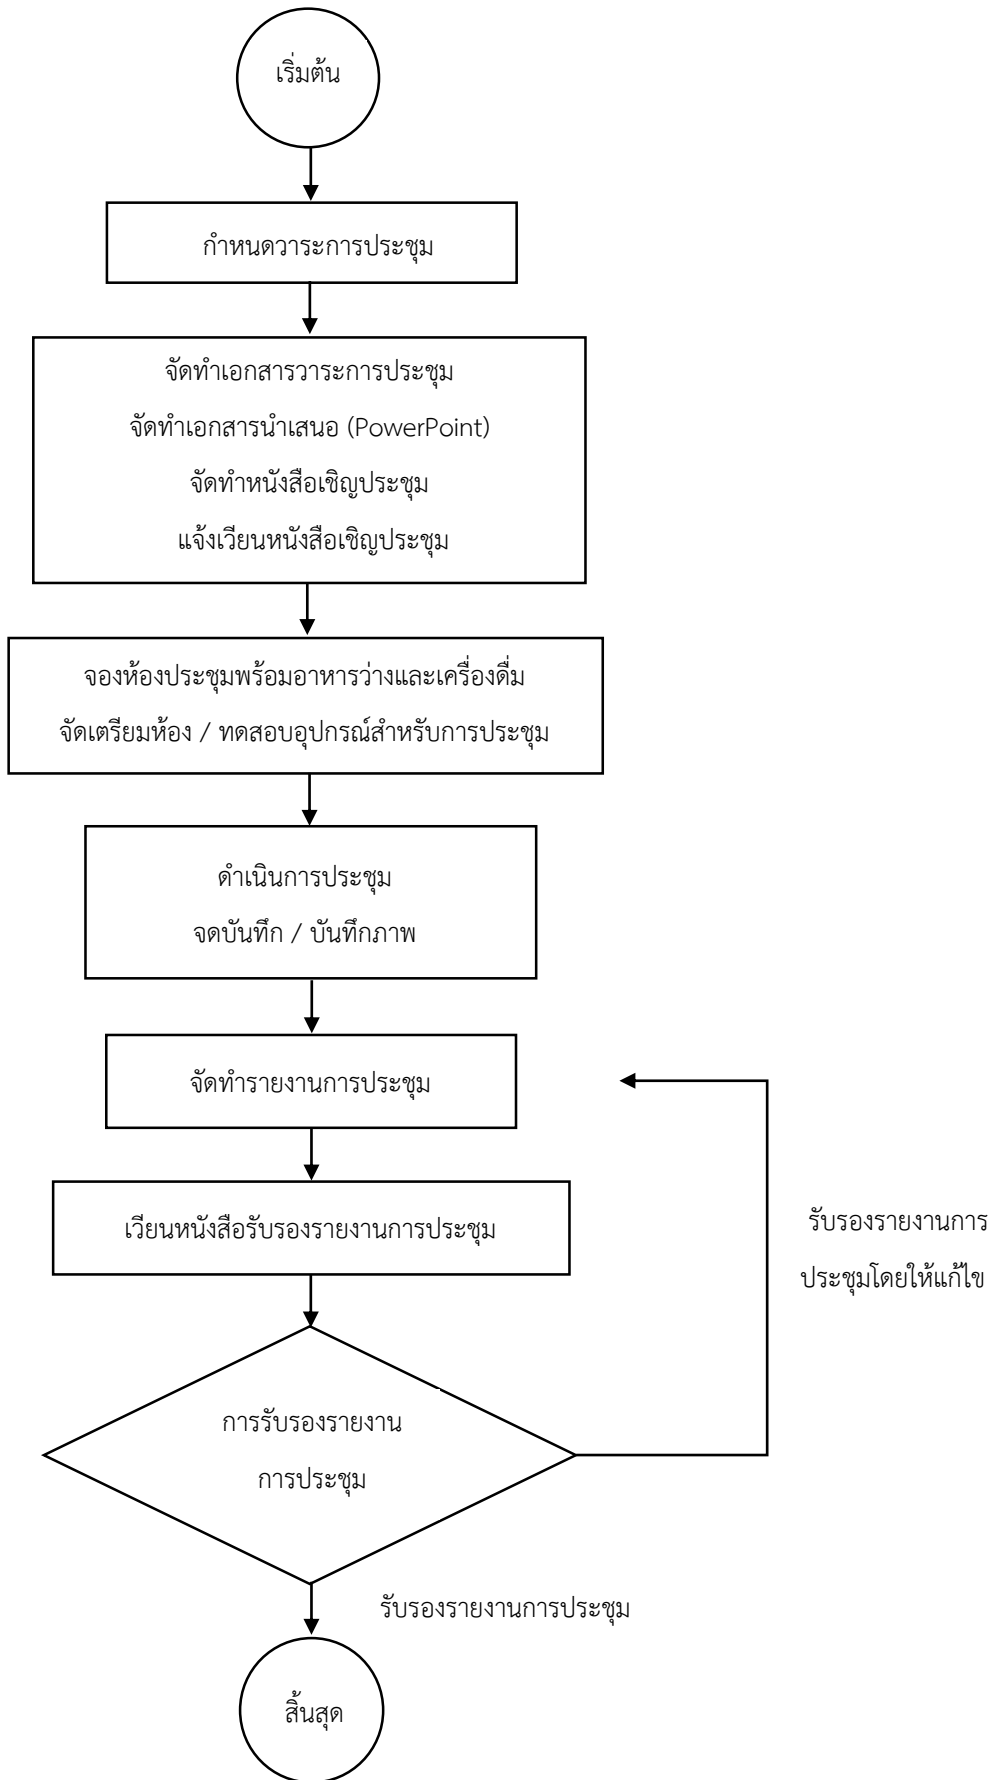 เริ่มต้น
กำหนดวาระการประชุม
จัดทำเอกสารวาระการประชุม
จัดทำเอกสารนำเสนอ (PowerPoint)
จัดทำหนังสือเชิญประชุม
แจ้งเวียนหนังสือเชิญประชุม
จองห้องประชุมพร้อมอาหารว่างและเครื่องดื่ม
จัดเตรียมห้อง / ทดสอบอุปกรณ์สำหรับการประชุม
ดำเนินการประชุม
จดบันทึก / บันทึกภาพ
จัดทำรายงานการประชุม
เวียนหนังสือรับรองรายงานการประชุม
รับรองรายงานการ
ประชุมโดยให้แก้ไข
การรับรองรายงาน
การประชุม
รับรองรายงานการประชุม
สิ้นสุด